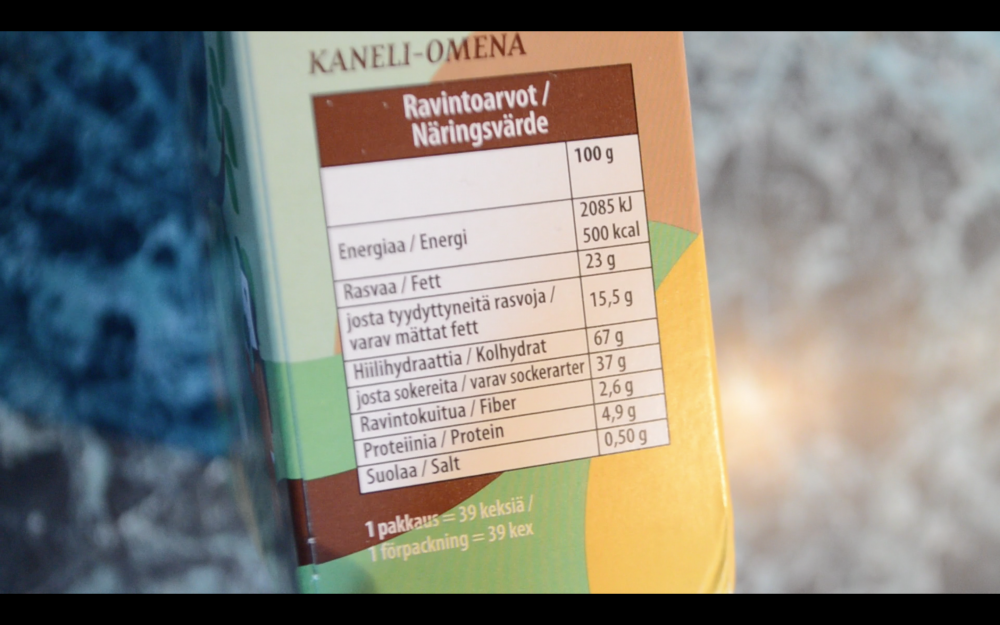 KANELI-OMENA
Ravintoarvot /
Näringsvärde
100 g
Energiaa / Energi 2085 kJ
500 kcal
Rasvaa / Fett 23 g
josta tyydyttyneitä rasvoja /
varav mättat fett 15,5 g
Hiilihydraattia / Kolhydrat 67 g
josta sokereita / varav sockerarter 37 g
Ravintokuitua / Fiber 2,6 g
Proteiinia / Protein 4,9 g
Suolaa / Salt 0,50 g
1 pakkaus = 39 keksiä /
1 förpackning = 39 kex